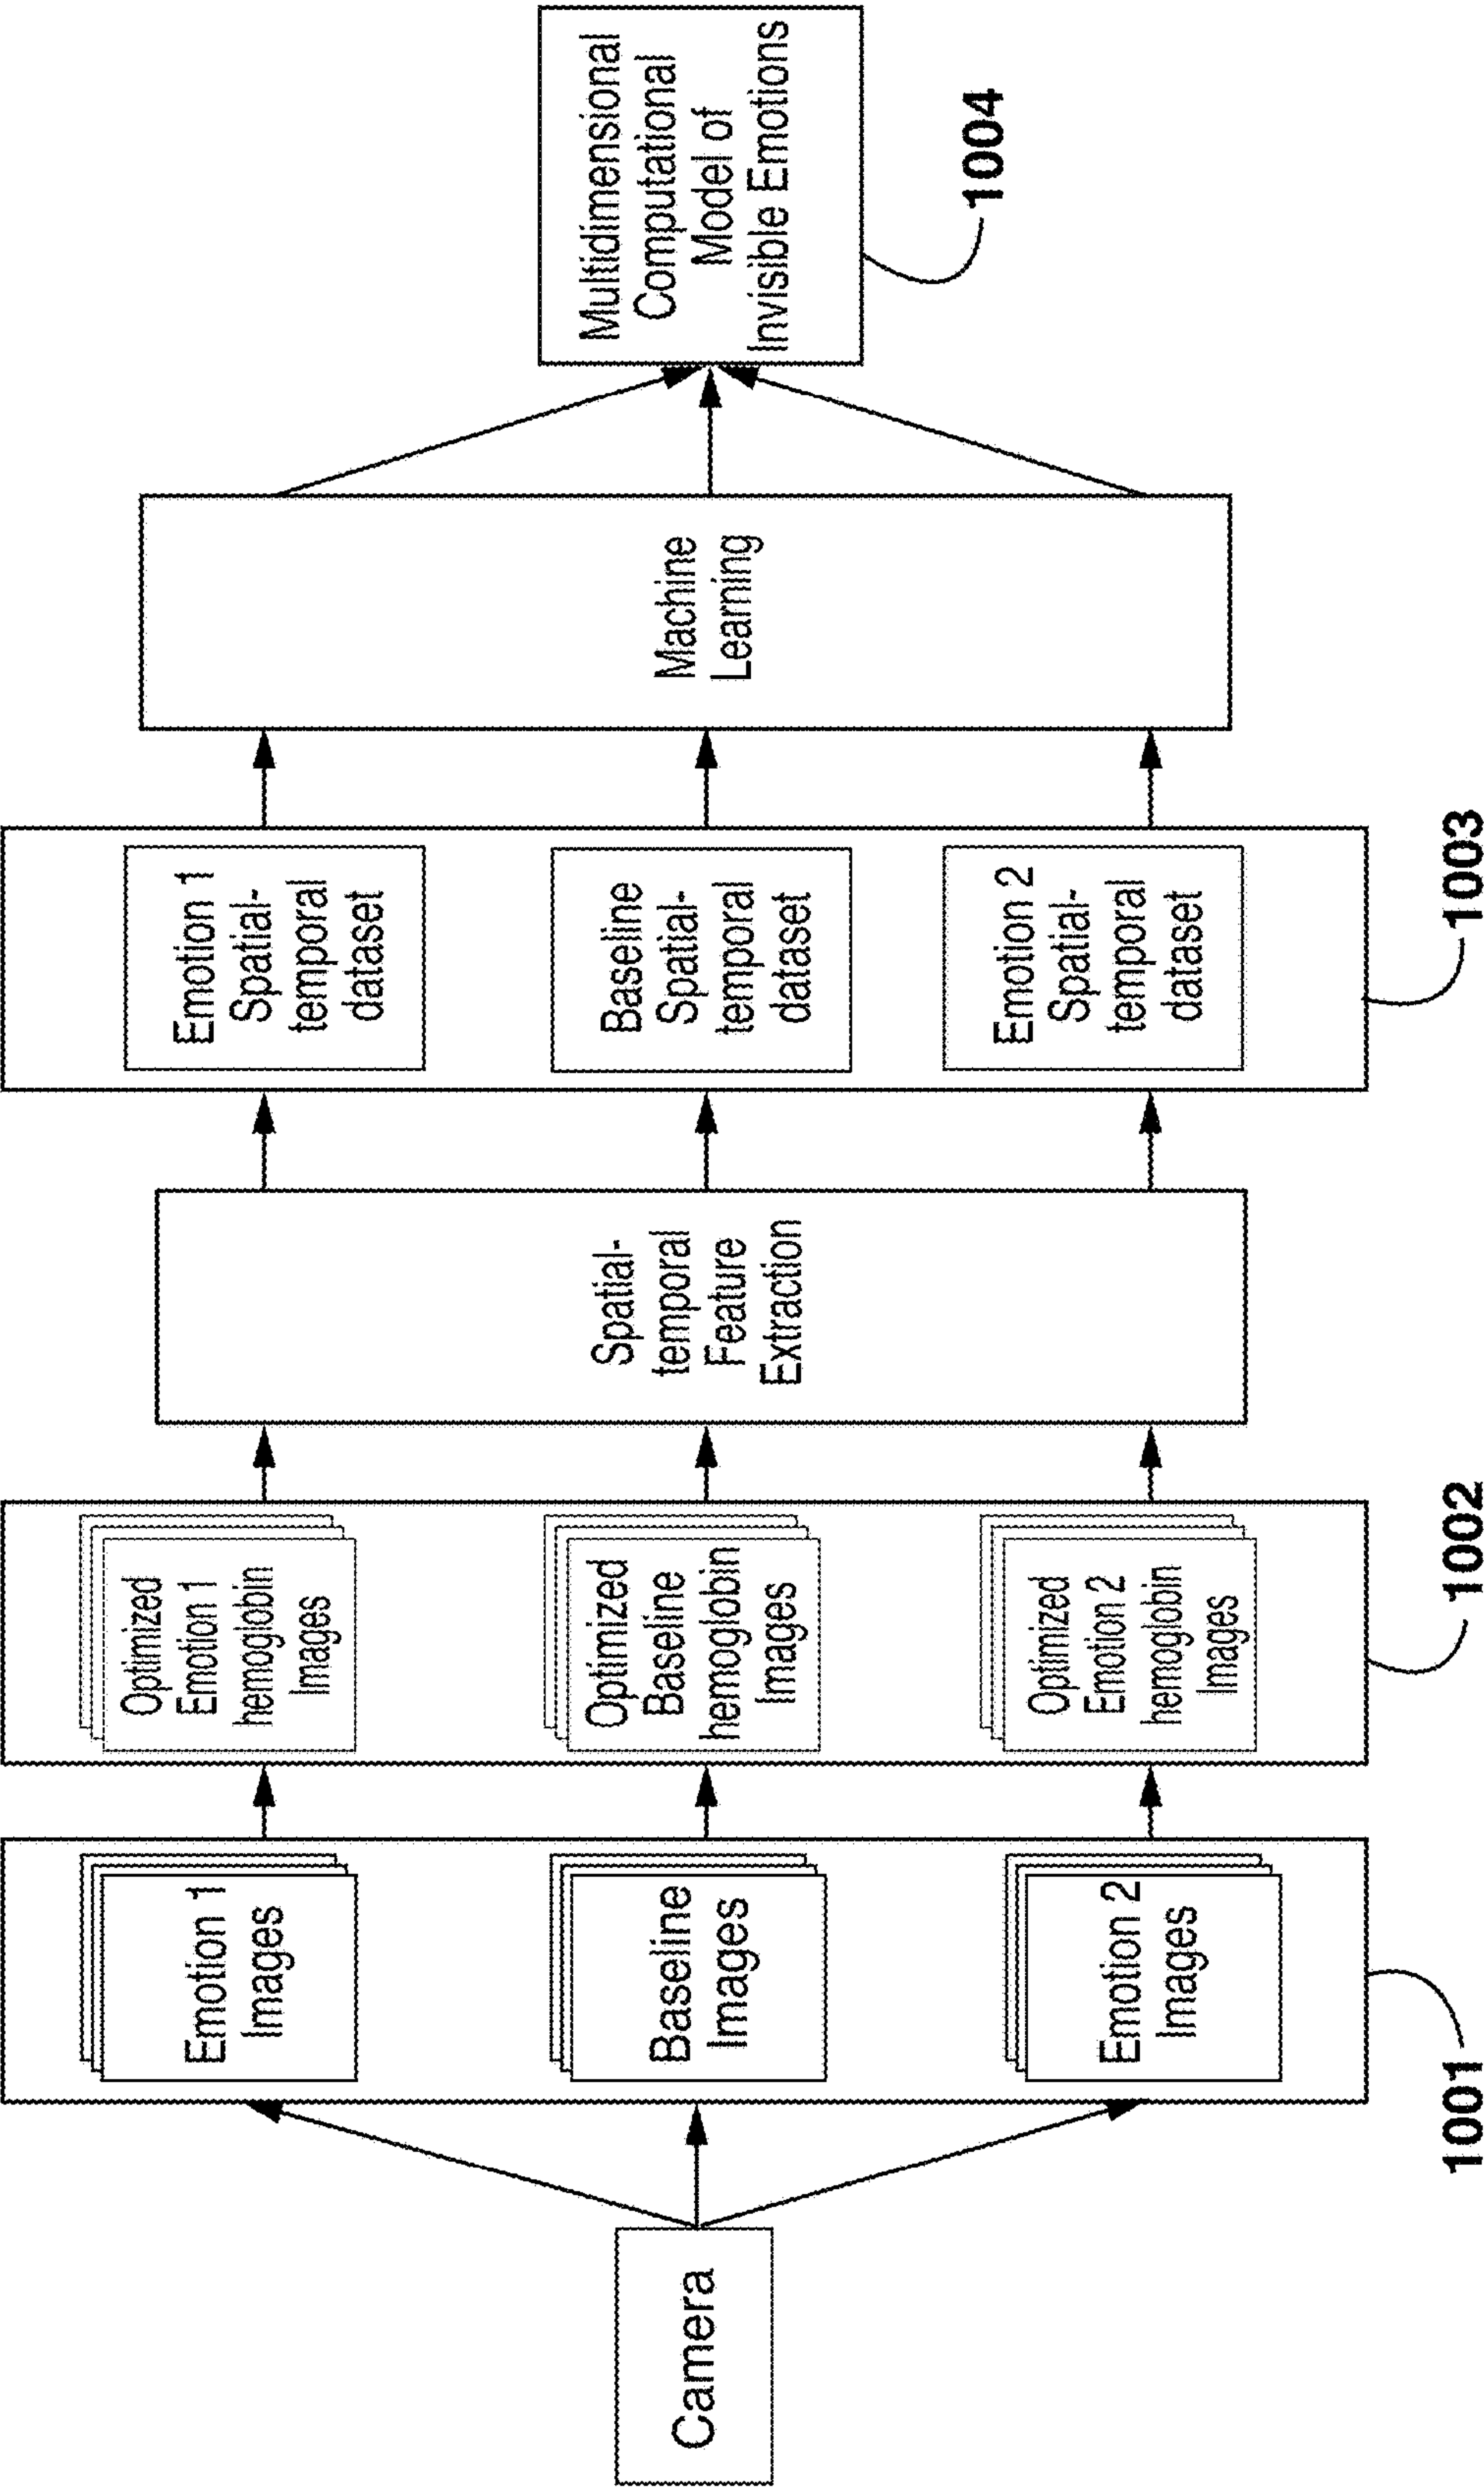 Camera
Emotion 1
Images
Baseline
Images
Emotion 2
Images
1001
Optimized
Emotion 1
hemoglobin
Images
Optimized
Baseline
hemoglobin
Images
Optimized
Emotion 2
hemoglobin
Images
1002
Spatial-
temporal
Feature
Extraction
Emotion 1
Spatial-
temporal
dataset
Baseline
Spatial-
temporal
dataset
Emotion 2
Spatial-
temporal
dataset
1003
Machine
Learning
Multidimensional
Computational
Model of
Invisible Emotions
1004